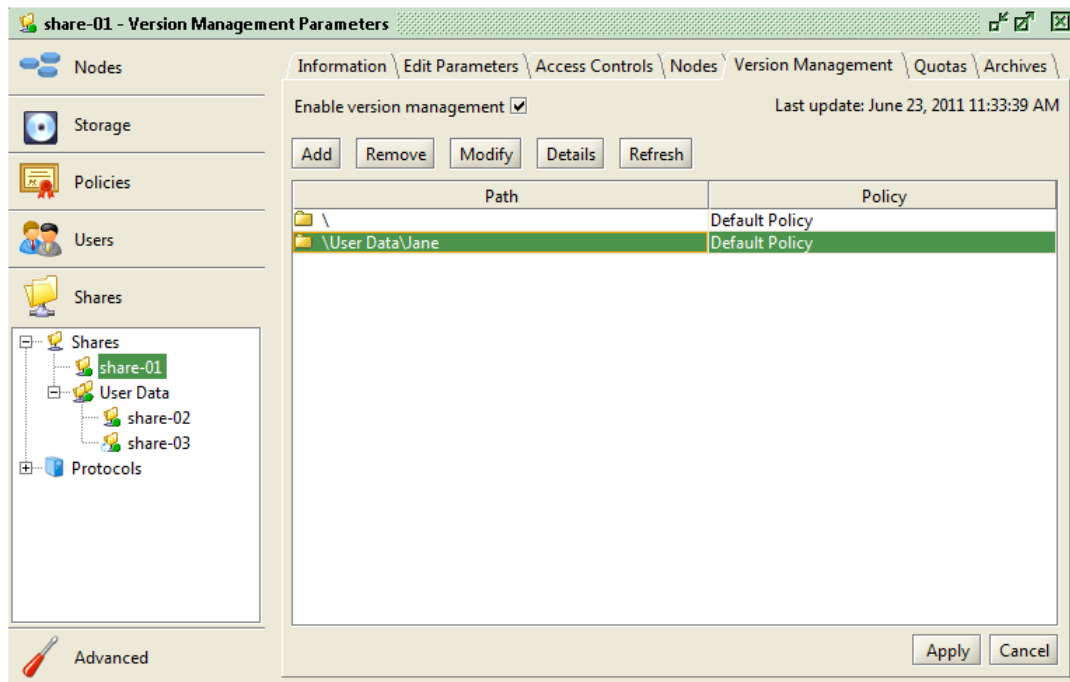 share-01 - Version Management Parameters
Nodes
Storage
Policies
Users
Shares
Shares
share-01
User Data
share-02
share-03
Protocols
Advanced
Information Edit Parameters Access Controls Nodes Version Management Quotas Archives
Enable version management Last update: June 23, 2011 11:33:39 AM
Add Remove Modify Details Refresh
Path Policy
\ Default Policy
\User Data\Jane Default Policy
Apply Cancel